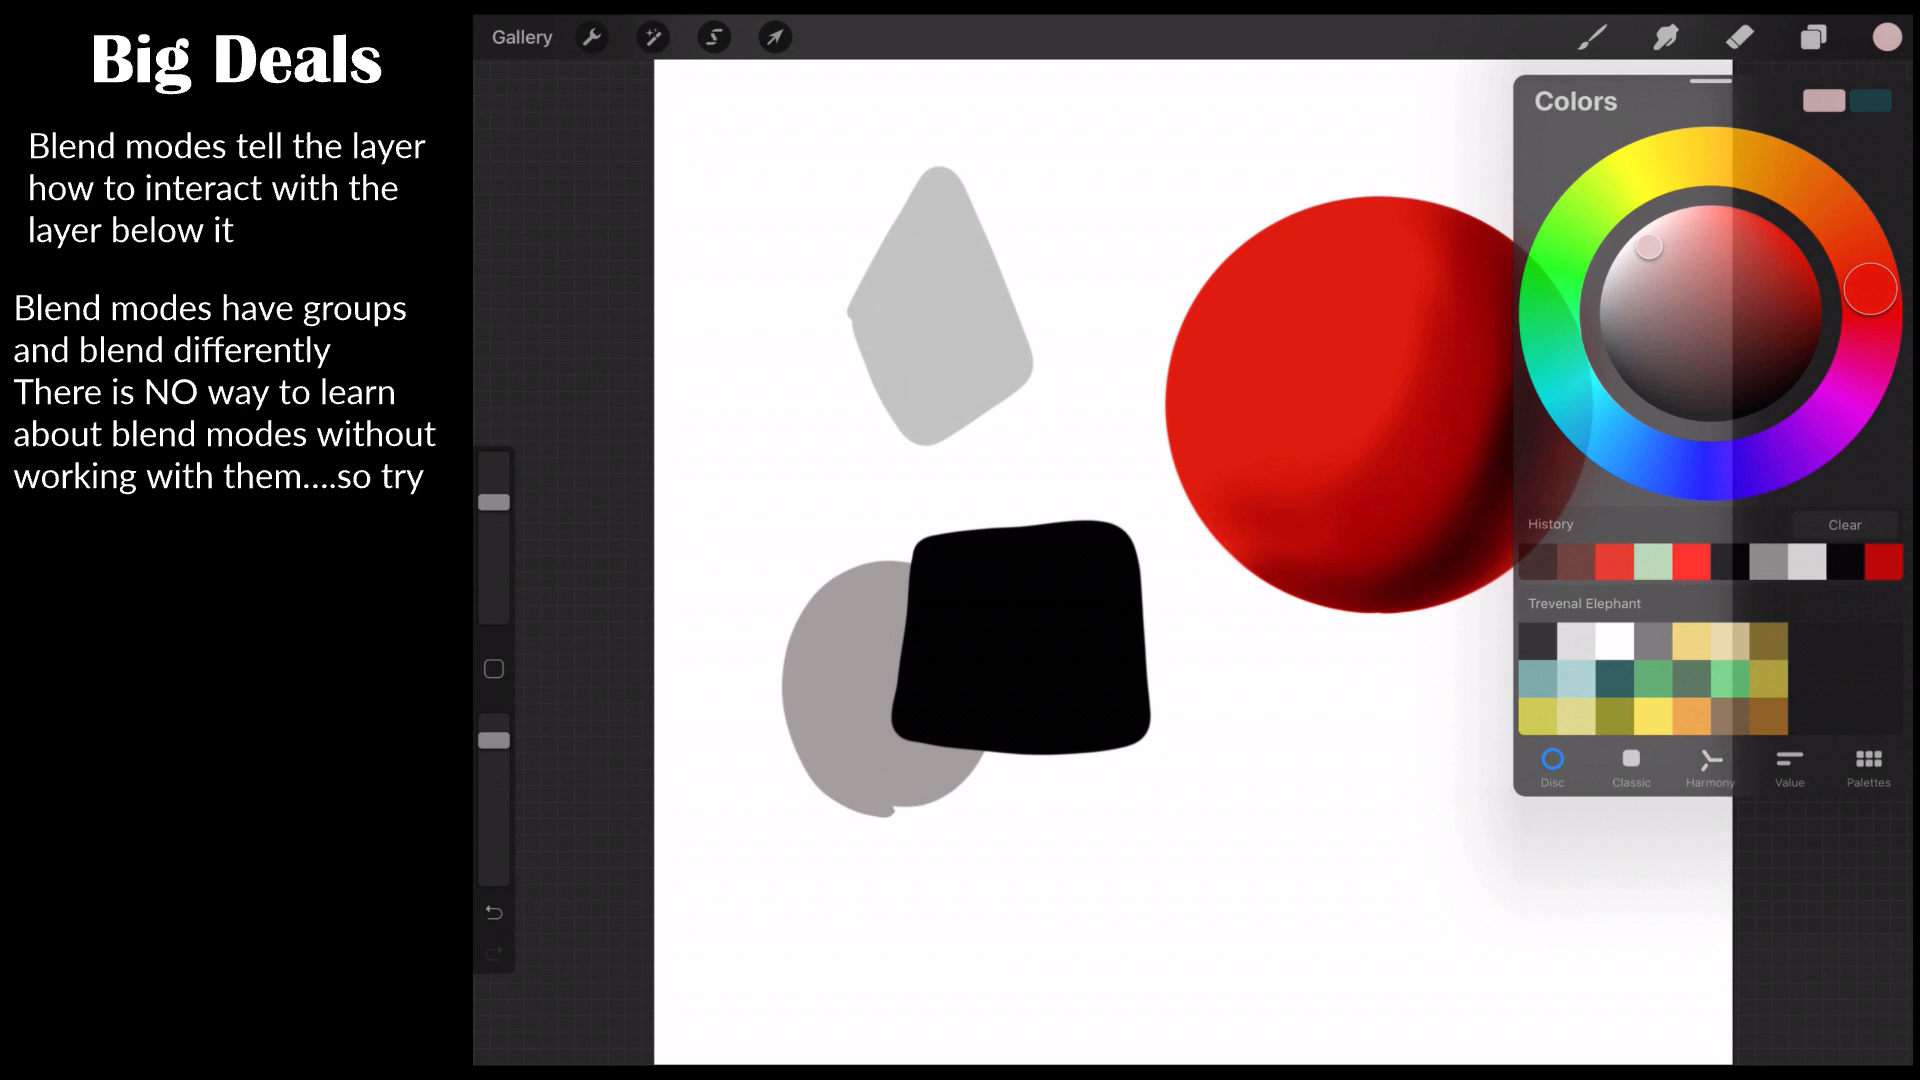 Big Deals
Blend modes tell the layer
how to interact with the
layer below it
Blend modes have groups
and blend differently
There is NO way to learn
about blend modes without
working with them....so try
Gallery
Colors
History
Clear
Trevenal Elephant
Disc
Classic
Harmony
Value
Palettes